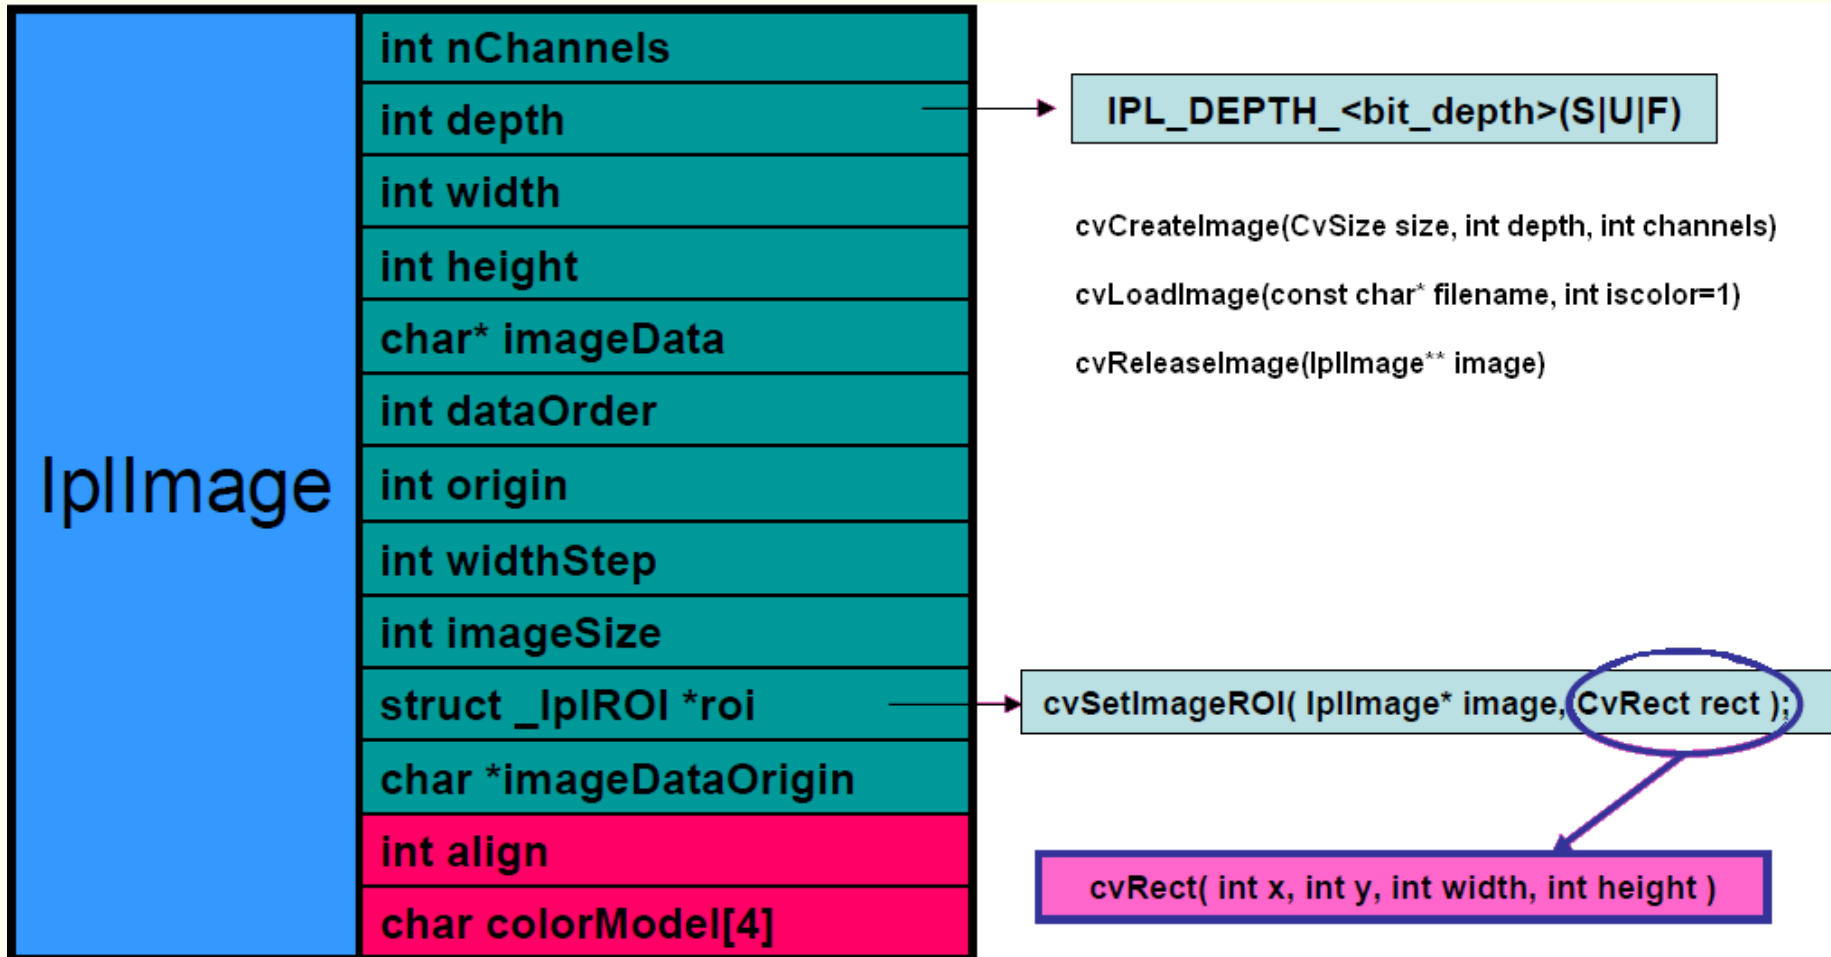 IplImage
int nChannels
int depth
int width
int height
char* imageData
int dataOrder
int origin
int widthStep
int imageSize
struct _IplROI *roi
char *imageDataOrigin
int align
char colorModel[4]
IPL_DEPTH_<bit_depth>(S|U|F)
cvCreateImage(CvSize size, int depth, int channels)
cvLoadImage(const char* filename, int iscolor=1)
cvReleaseImage(IplImage** image)
cvSetImageROI( IplImage* image, CvRect rect );
cvRect( int x, int y, int width, int height )